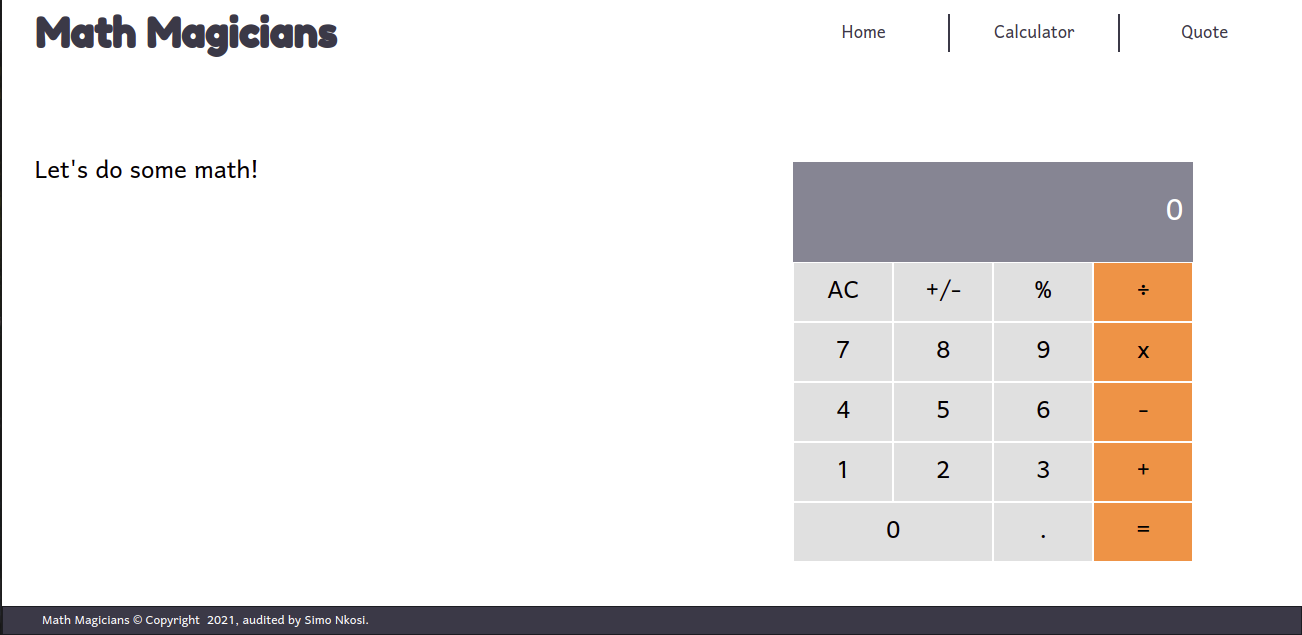 Math Magicians
Home
Calculator
Quote
Let's do some math!
0
AC +/- % ÷
7 8 9 x
4 5 6 -
1 2 3 +
0 . =
Math Magicians © Copyright  2021, audited by Simo Nkosi.